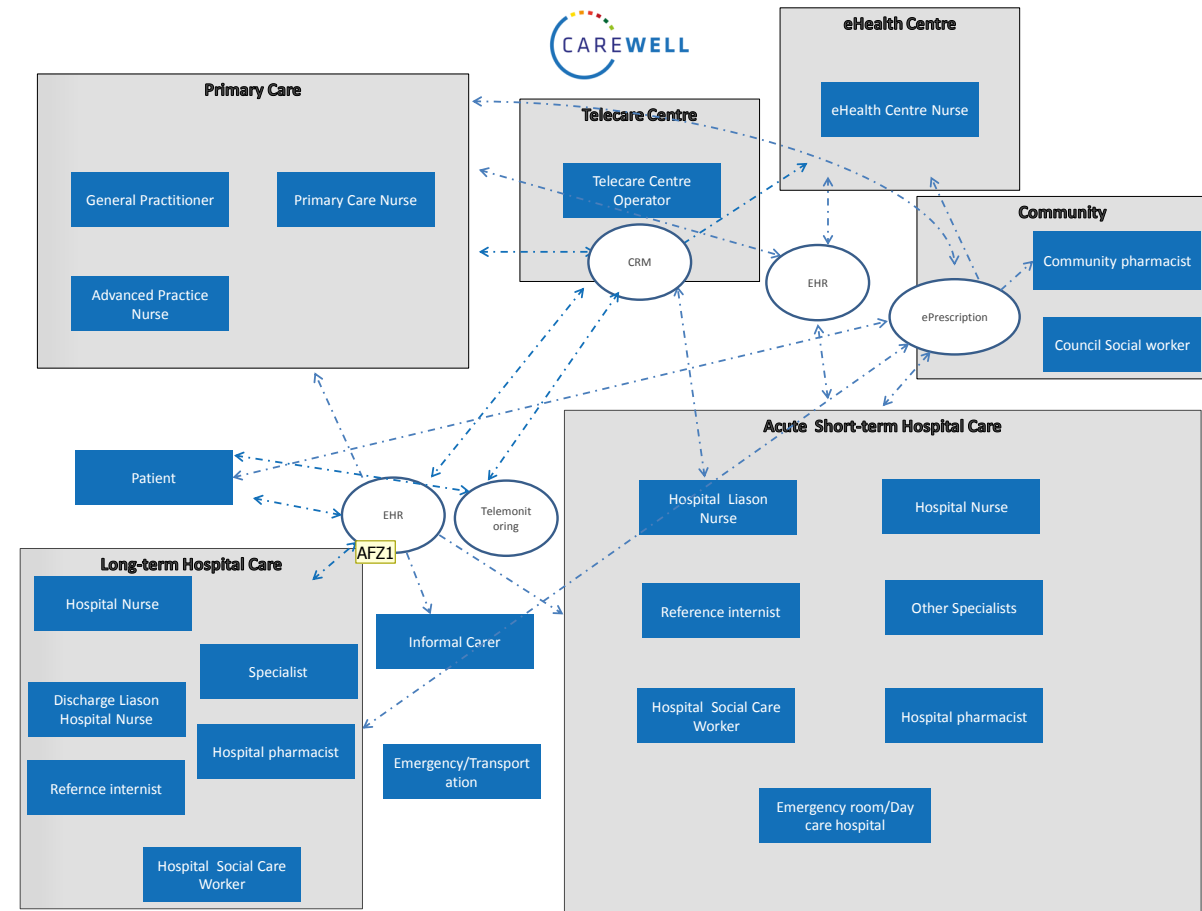 CAREWELL
eHealth Centre
eHealth Centre Nurse
Primary Care
General Practitioner
Primary Care Nurse
Advanced Practice
Nurse
Telecare Centre
Telecare Centre
Operator
CRM
EHR
Community
Community pharmacist
ePrescription
Council Social worker
Patient
EHR
AFZ1
Telemonit
oring
Long-term Hospital Care
Hospital Nurse
Specialist
Discharge Liason
Hospital Nurse
Hospital pharmacist
Refernce internist
Hospital  Social Care
Worker
Informal Carer
Emergency/Transport
ation
Acute  Short-term Hospital Care
Hospital  Liason
Nurse
Hospital Nurse
Reference internist
Other Specialists
Hospital  Social Care
Worker
Hospital pharmacist
Emergency room/Day
care hospital